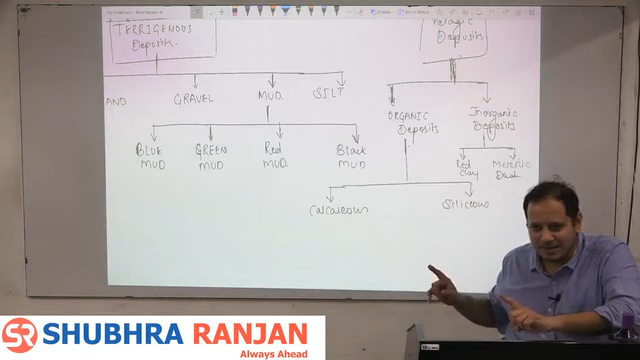 TERRIGENOUS
Deposits.
Pelagic
Deposits
AND
GRAVEL
MUD.
SILT
ORGANIC
Deposits
Inorganic
Deposits
BLUE
MUD
GREEN
MUD
Red
MUD.
Black
MUD
Red
Clay
Meteoric
Dust
Calcareous
Siliceous
SR
SHUBHRA RANJAN
Always Ahead